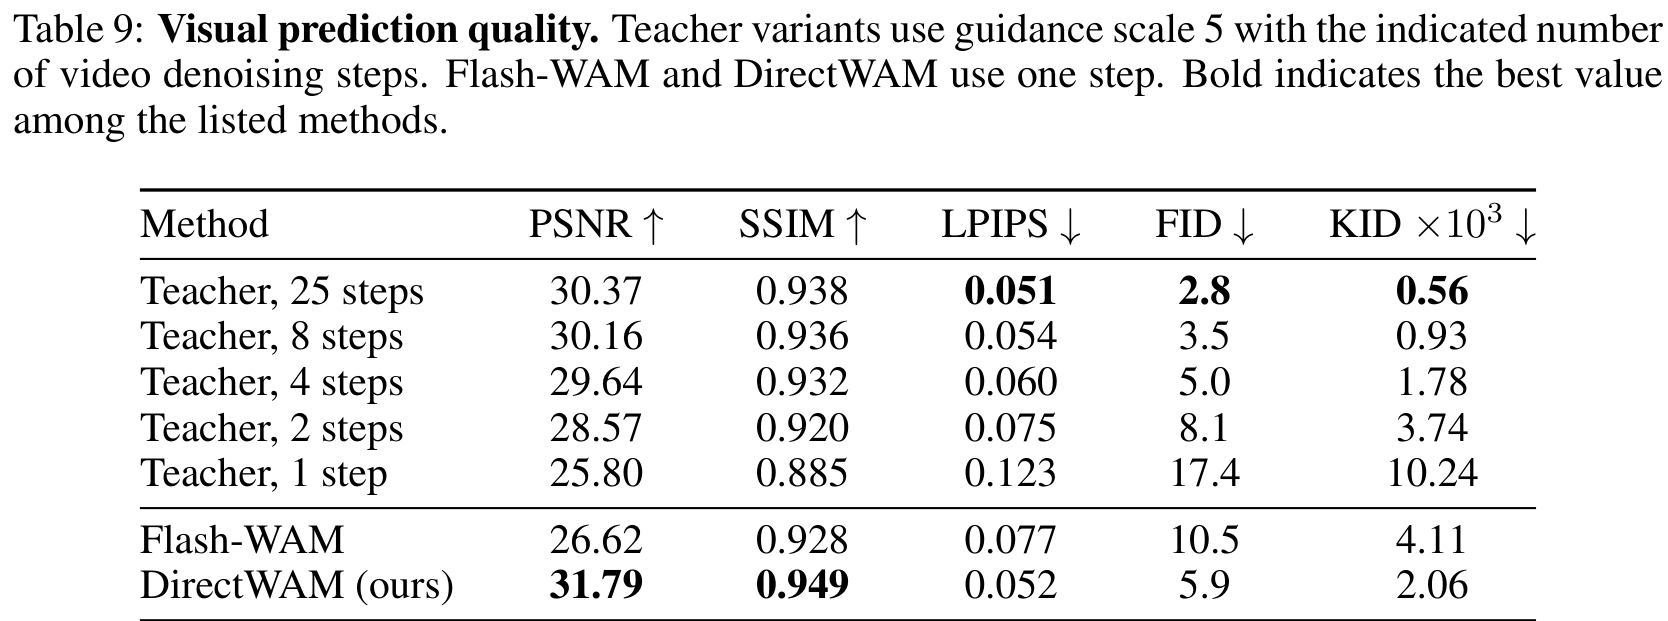 Table 9: Visual prediction quality. Teacher variants use guidance scale 5 with the indicated number
of video denoising steps. Flash-WAM and DirectWAM use one step. Bold indicates the best value
among the listed methods.
Method PSNR ↑ SSIM ↑ LPIPS ↓ FID ↓ KID ×10³ ↓
Teacher, 25 steps 30.37 0.938 0.051 2.8 0.56
Teacher, 8 steps 30.16 0.936 0.054 3.5 0.93
Teacher, 4 steps 29.64 0.932 0.060 5.0 1.78
Teacher, 2 steps 28.57 0.920 0.075 8.1 3.74
Teacher, 1 step 25.80 0.885 0.123 17.4 10.24
Flash-WAM 26.62 0.928 0.077 10.5 4.11
DirectWAM (ours) 31.79 0.949 0.052 5.9 2.06